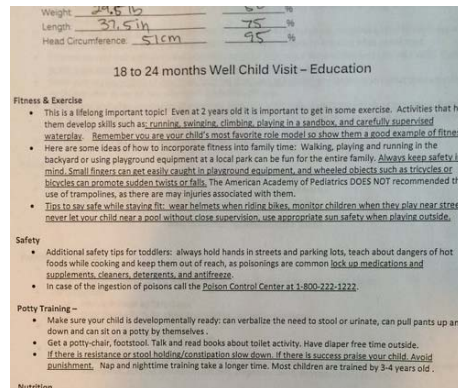 Weight 29.5 lb %
Length 37.5 in 75 %
Head Circumference: 51cm 95 %
18 to 24 months Well Child Visit – Education
Fitness & Exercise
• This is a lifelong important topic! Even at 2 years old it is important to get in some exercise. Activities that
them develop skills such as; running, swinging, climbing, playing in a sandbox, and carefully supervised
waterplay. Remember you are your child's most favorite role model so show them a good example of
• Here are some ideas of how to incorporate fitness into family time: Walking, playing and running in the
backyard or using playground equipment at a local park can be fun for the entire family. Always keep safety
mind. Small fingers can get easily caught in playground equipment, and wheeled objects such as tricycles or
bicycles can promote sudden twists or falls. The American Academy of Pediatrics DOES NOT recommended
use of trampolines, as there are injuries associated with them.
• Tips to say safe while staying fit: wear helmets when riding bikes, monitor children when they play near
never let your child near a pool without close supervision, use appropriate sun safety when playing outside.
Safety
• Additional safety tips for toddlers: always hold hands in streets and parking lots, teach about dangers of hot
foods while cooking and keep them out of reach, as poisonings are common lock up medications and
supplements, cleaners, detergents, and antifreeze.
• In case of the ingestion of poisons call the Poison Control Center at 1-800-222-1222.
Potty Training –
• Make sure your child is developmentally ready: can verbalize the need to stool or urinate, can pull pants up
down and can sit on a potty by themselves .
• Get a potty-chair, footstool. Talk and read books about toilet activity. Have diaper free time outside.
• If there is resistance or stool holding/constipation slow down. If there is success praise your child. Avoid
punishment. Nap and nighttime training take a longer time. Most children are trained by 3-4 years old .
Nutrition